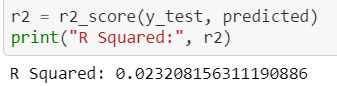 r2 = r2_score(y_test, predicted)
print("R Squared:", r2)
R Squared: 0.023208156311190886